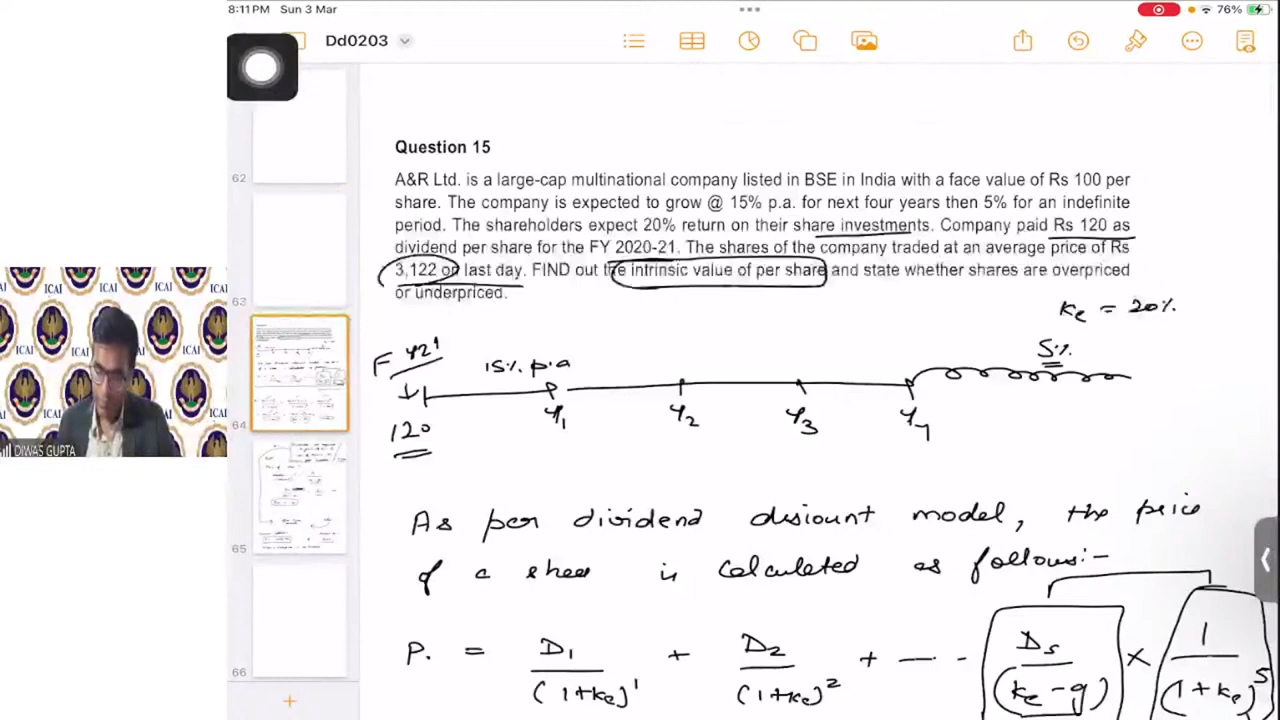 8:11 PM Sun 3 Mar
76%
Dd0203
62
63
64
65
66
Question 15
A&R Ltd. is a large-cap multinational company listed in BSE in India with a face value of Rs 100 per
share. The company is expected to grow @ 15% p.a. for next four years then 5% for an indefinite
period. The shareholders expect 20% return on their share investments. Company paid Rs 120 as
dividend per share for the FY 2020-21. The shares of the company traded at an average price of Rs
3,122 on last day. FIND out the intrinsic value of per share and state whether shares are overpriced
or underpriced.
ke = 20%.
F Y21
15% p.a
5%.
120
Y1 Y2 Y3 Y4
As per dividend discount model, the price
of a share is calculated as follows:-
P. = D1 / (1+ke)^1 + D2 / (1+ke)^2 + ---- - D5 / (ke-g) × 1 / (1+ke)^5
ICAI ICAI
ICAI
ICAI
DIWAS GUPTA